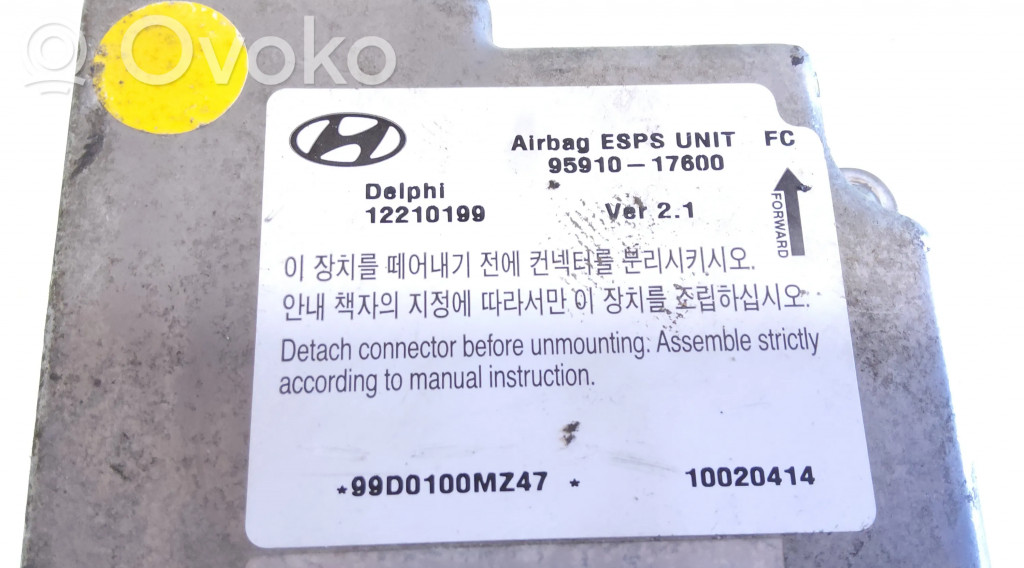 Ovoko
Airbag ESPS UNIT FC
95910-17600
Delphi
12210199
Ver 2.1
FORWARD
이 장치를 떼어내기 전에 컨넥터를 분리시키시오.
안내 책자의 지정에 따라서만 이 장치를 조립하십시오.
Detach connector before unmounting: Assemble strictly
according to manual instruction.
*99D0100MZ47 *
10020414